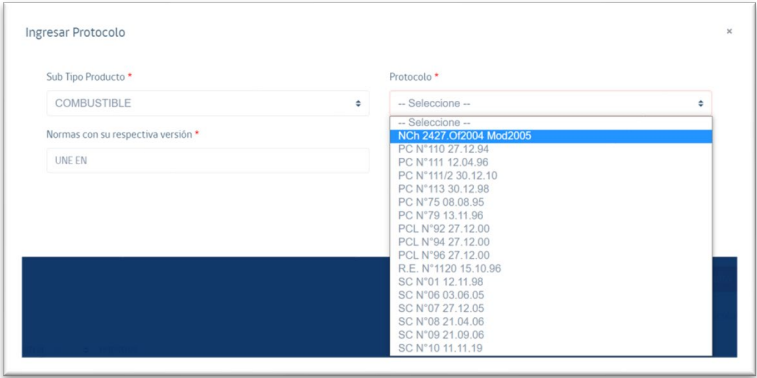 Ingresar Protocolo
×
Sub Tipo Producto *
COMBUSTIBLE
Normas con su respectiva versión *
UNE EN
Protocolo *
-- Seleccione --
-- Seleccione --
NCh 2427.Of2004 Mod2005
PC N°110 27.12.94
PC N°111 12.04.96
PC N°111/2 30.12.10
PC N°113 30.12.98
PC N°75 08.08.95
PC N°79 13.11.96
PCL N°92 27.12.00
PCL N°94 27.12.00
PCL N°96 27.12.00
R.E. N°1120 15.10.96
SC N°01 12.11.98
SC N°06 03.06.05
SC N°07 27.12.05
SC N°08 21.04.06
SC N°09 21.09.06
SC N°10 11.11.19